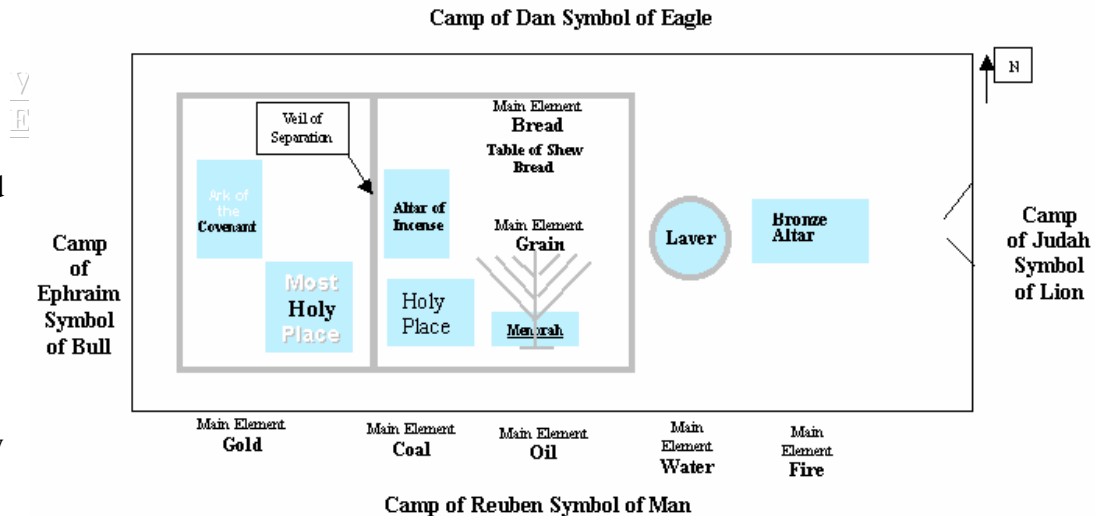 Camp of Dan Symbol of Eagle
N
y
E
d
y
Veil of
Separation
Main Element
Bread
Table of Shew
Bread
Ark of
the
Covenant
Altar of
Incense
Main Element
Grain
Laver
Bronze
Altar
Camp
of
Ephraim
Symbol
of Bull
Camp
of Judah
Symbol
of Lion
Most
Holy
Place
Holy
Place
Menorah
Main Element
Gold
Main Element
Coal
Main Element
Oil
Main
Element
Water
Main
Element
Fire
Camp of Reuben Symbol of Man